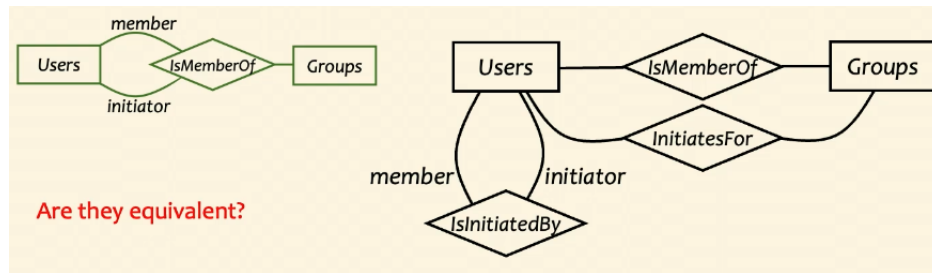 member
Users
IsMemberOf
Groups
initiator
Users
IsMemberOf
Groups
InitiatesFor
member
initiator
IsInitiatedBy
Are they equivalent?